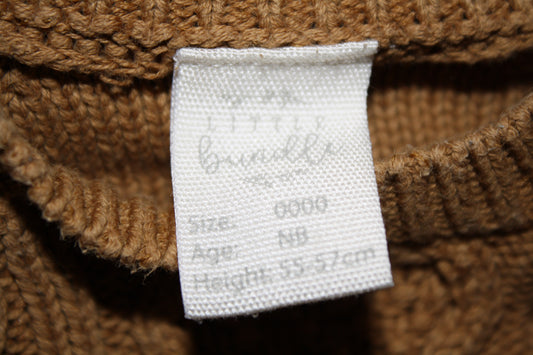 LITTLE
bundle
Size: 0000
Age: NB
Height: 55-57cm